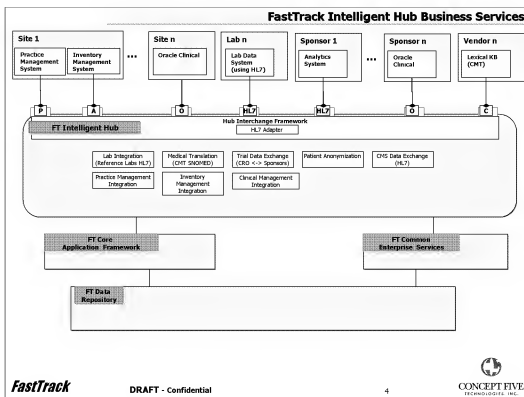 FastTrack Intelligent Hub Business Services
Site 1
Practice
Management
System
Inventory
Management
System
...
Site n
Oracle Clinical
Lab n
Lab Data
System
(using HL7)
Sponsor 1
Analytics
System
...
Sponsor n
Oracle
Clinical
Vendor n
Lexical KB
(CMT)
P
A
O
HL7
HL7
O
C
Hub Interchange Framework
FT Intelligent Hub
HL7 Adapter
Lab Integration
(Reference Labs HL7)
Medical Translation
(CMT SNOMED)
Trial Data Exchange
(CRO <> Sponsors)
Patient Anonymization
CMS Data Exchange
(HL7)
Practice Management
Integration
Inventory
Management
Integration
Clinical Management
Integration
FT Core
Application Framework
FT Common
Enterprise Services
FT Data
Repository
FastTrack
DRAFT - Confidential
4
CONCEPT FIVE
TECHNOLOGIES, INC.